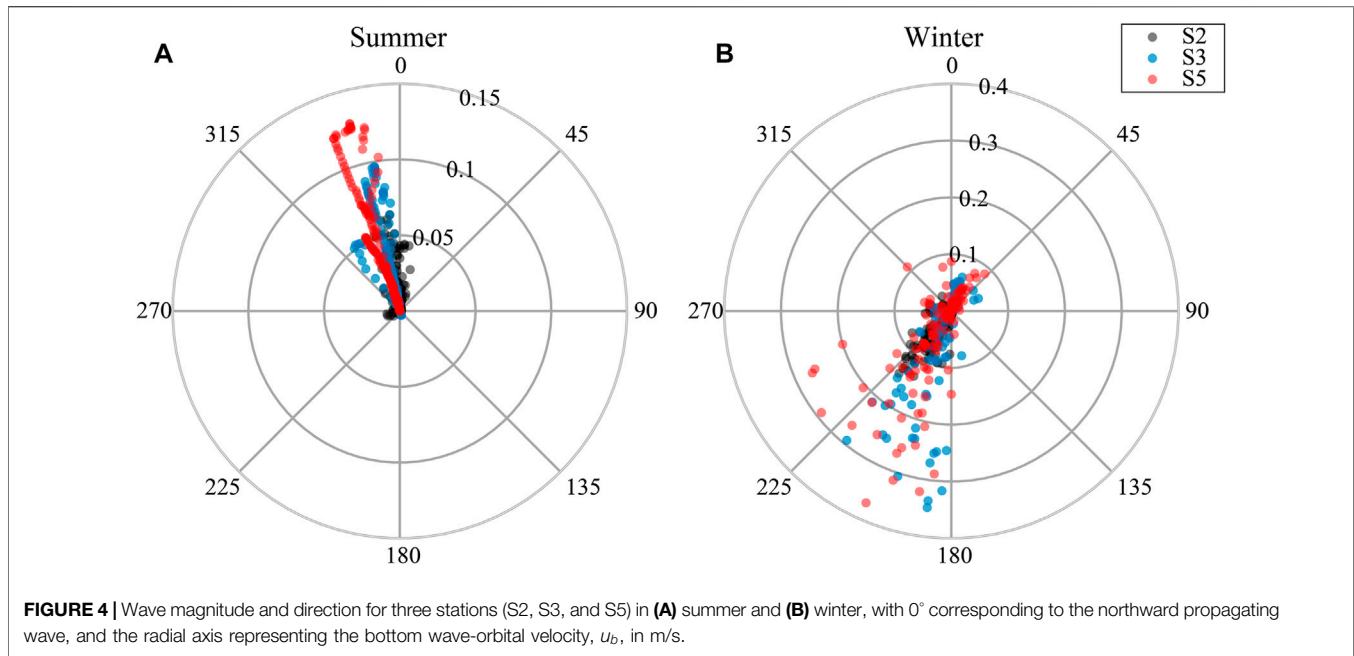 A
Summer
0
0.15
315
45
0.1
0.05
270
90
225
135
180
B
Winter
0
0.4
315
45
0.3
0.2
0.1
270
90
225
135
180
S2
S3
S5
FIGURE 4 | Wave magnitude and direction for three stations (S2, S3, and S5) in (A) summer and (B) winter, with 0° corresponding to the northward propagating
wave, and the radial axis representing the bottom wave-orbital velocity, u_b, in m/s.